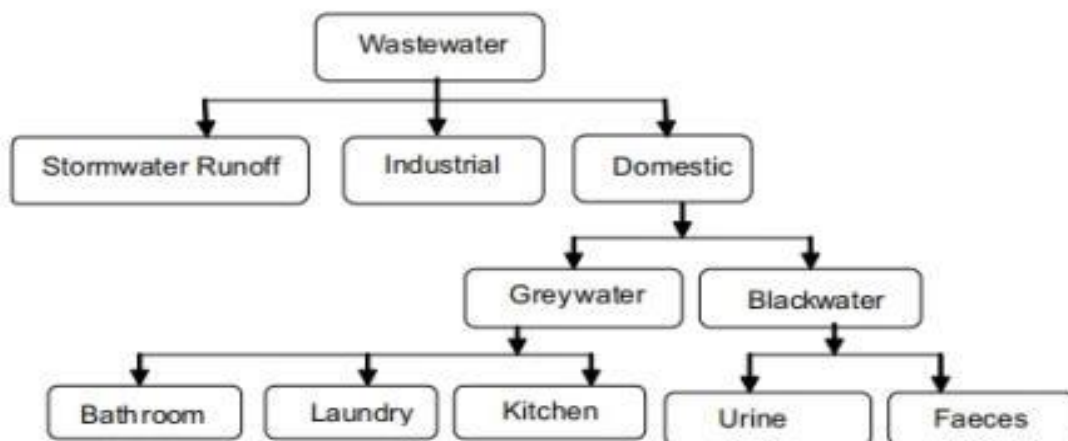 Wastewater
Stormwater Runoff
Industrial
Domestic
Greywater
Blackwater
Bathroom
Laundry
Kitchen
Urine
Faeces